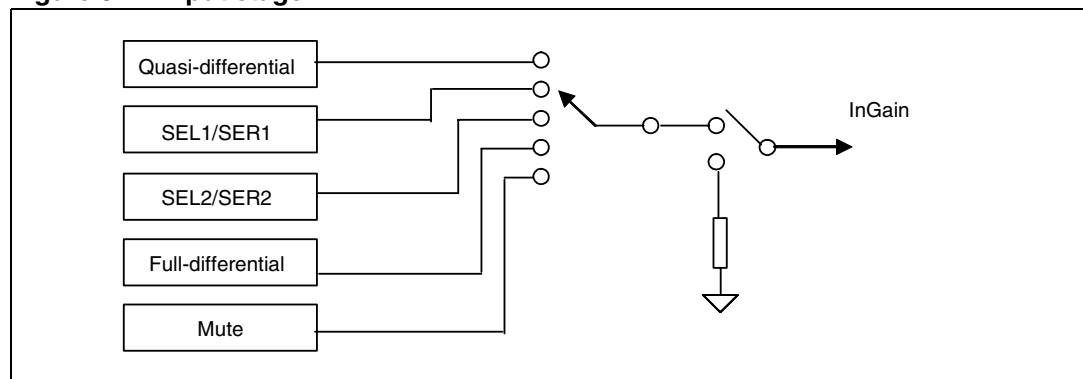 Quasi-differential
SEL1/SER1
InGain
SEL2/SER2
Full-differential
Mute